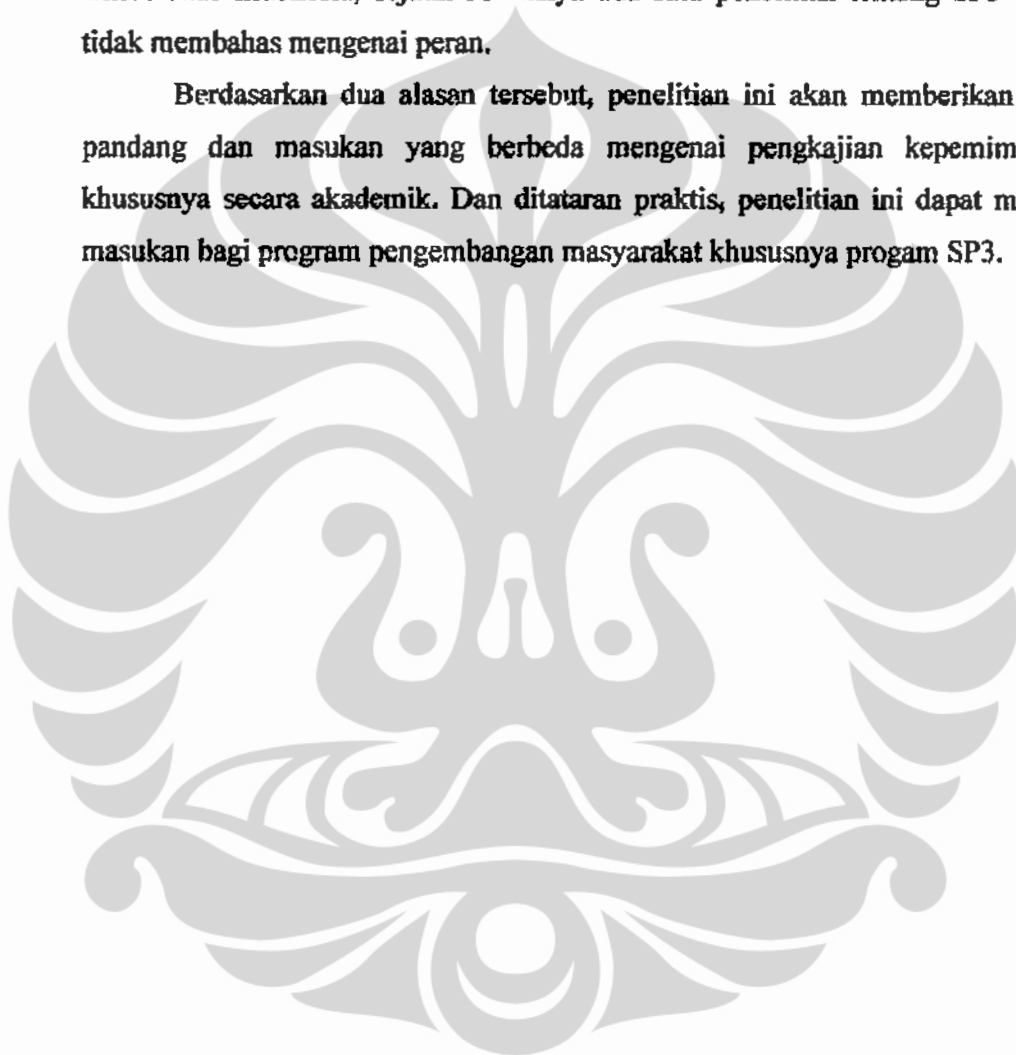 tidak membahas mengenai peran.
Berdasarkan dua alasan tersebut, penelitian ini akan memberikan
pandang dan masukan yang berbeda mengenai pengkajian kepemim
khususnya secara akademik. Dan ditataran praktis, penelitian ini dapat m
masukan bagi program pengembangan masyarakat khususnya progam SP3.